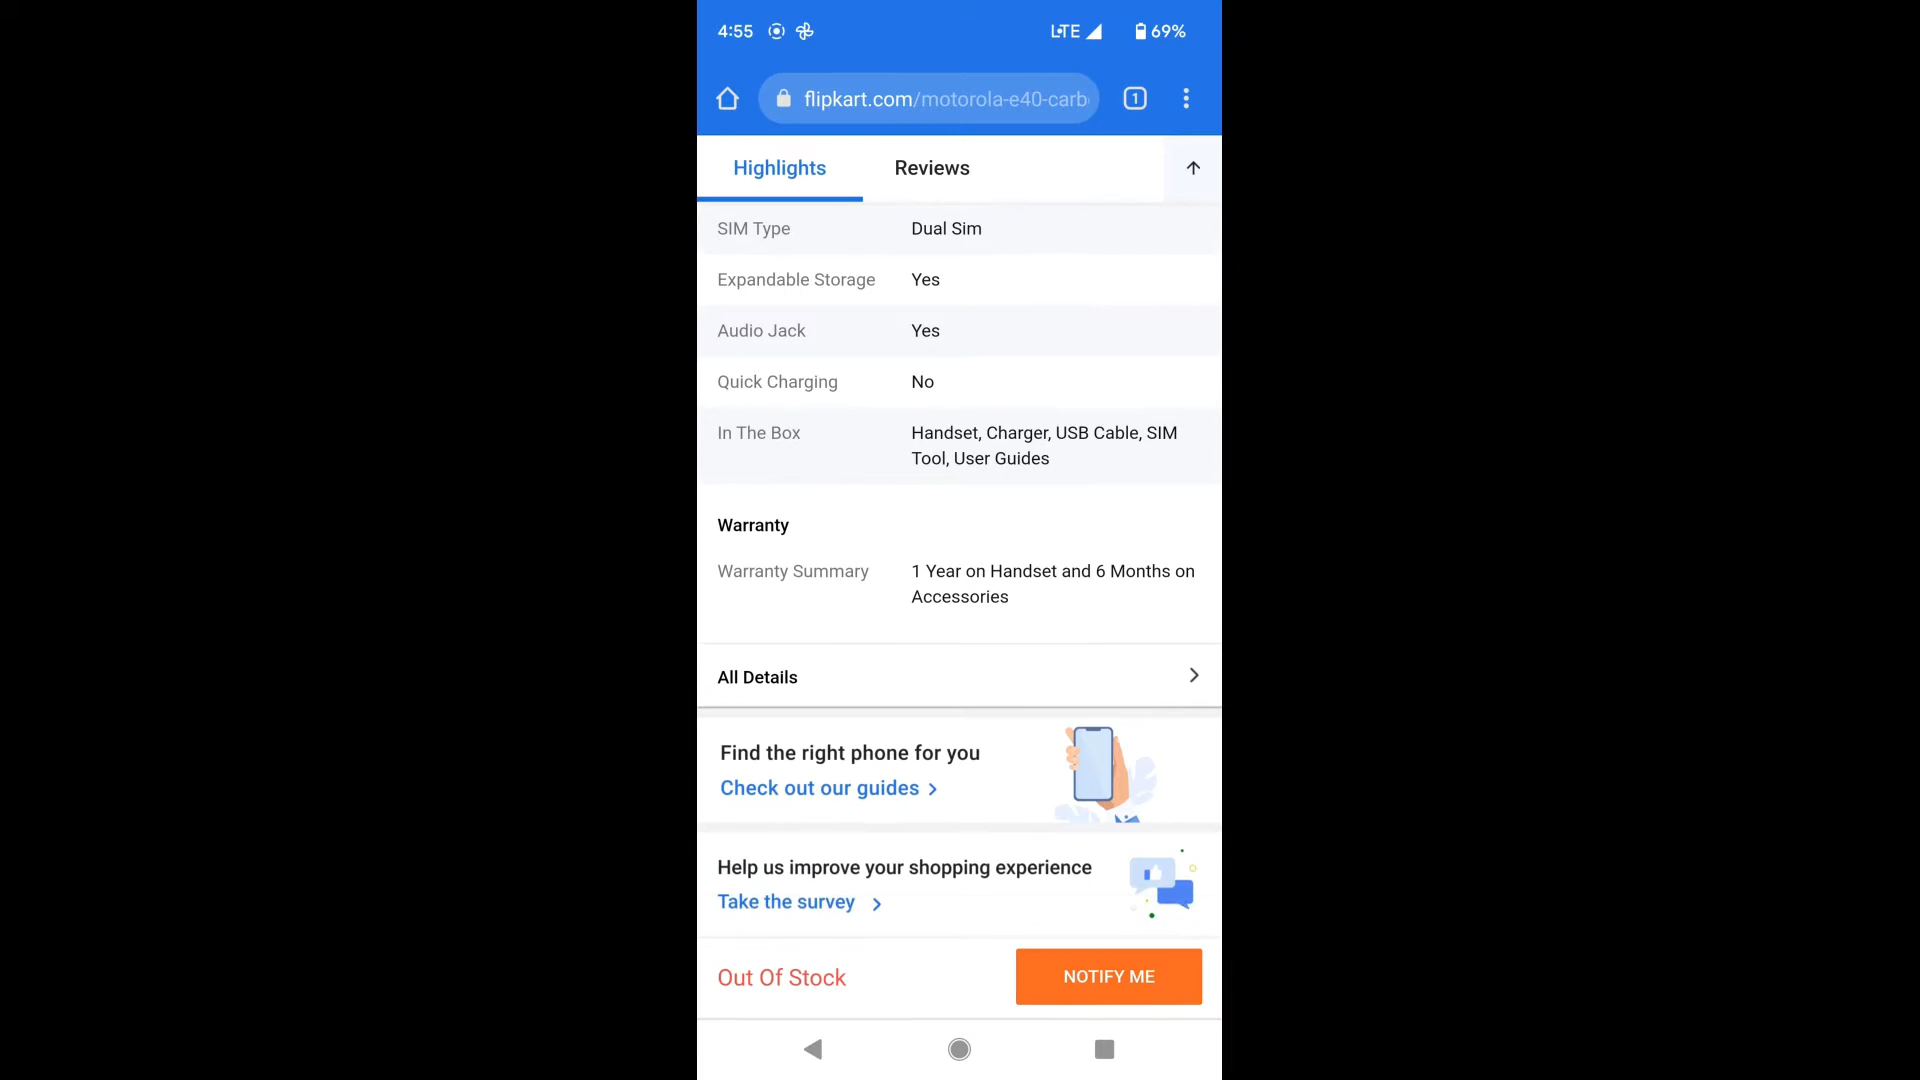 4:55 LTE 69%
flipkart.com/motorola-e40-carb
1
Highlights Reviews
SIM Type Dual Sim
Expandable Storage Yes
Audio Jack Yes
Quick Charging No
In The Box Handset, Charger, USB Cable, SIM
Tool, User Guides
Warranty
Warranty Summary 1 Year on Handset and 6 Months on
Accessories
All Details
Find the right phone for you
Check out our guides
Help us improve your shopping experience
Take the survey
Out Of Stock NOTIFY ME